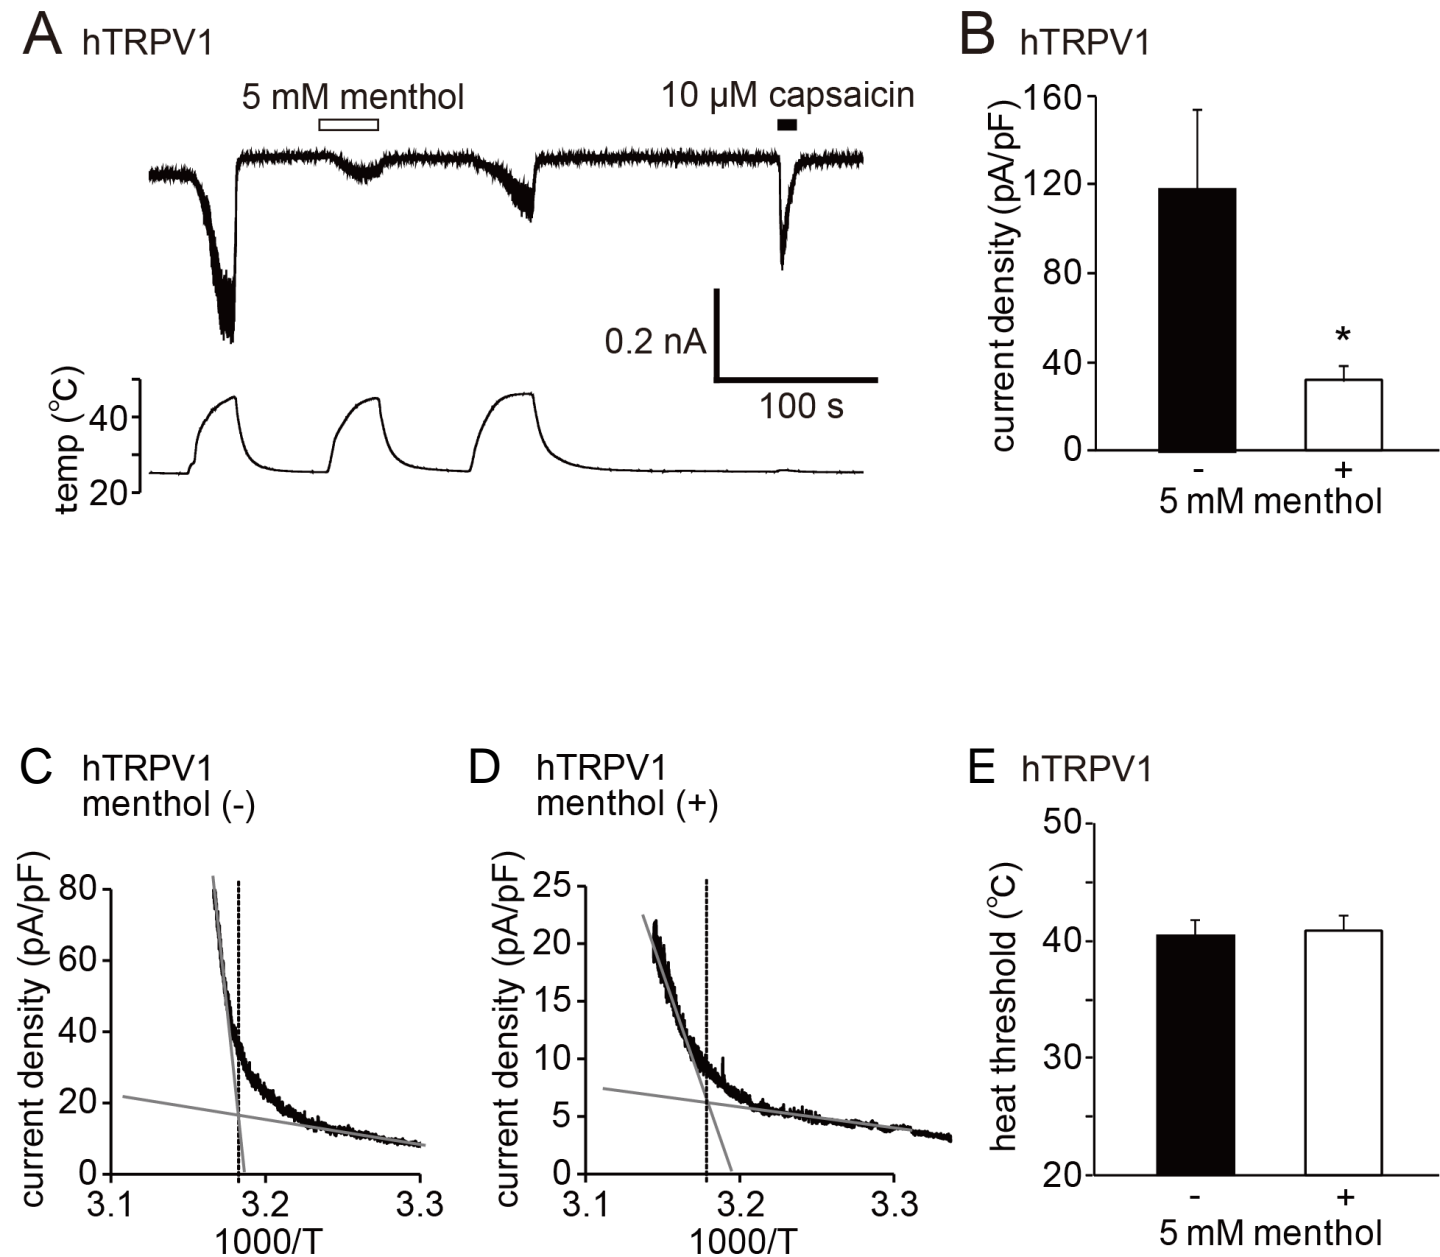 A hTRPV1
5 mM menthol
10 µM capsaicin
0.2 nA
100 s
temp (°C)
40
20
B hTRPV1
current density (pA/pF)
160
120
80
40
0
- +
*
5 mM menthol
C hTRPV1
menthol (-)
current density (pA/pF)
80
60
40
20
0
3.1 3.2 3.3
1000/T
D hTRPV1
menthol (+)
current density (pA/pF)
25
20
15
10
5
0
3.1 3.2 3.3
1000/T
E hTRPV1
heat threshold (°C)
50
40
30
20
- +
5 mM menthol